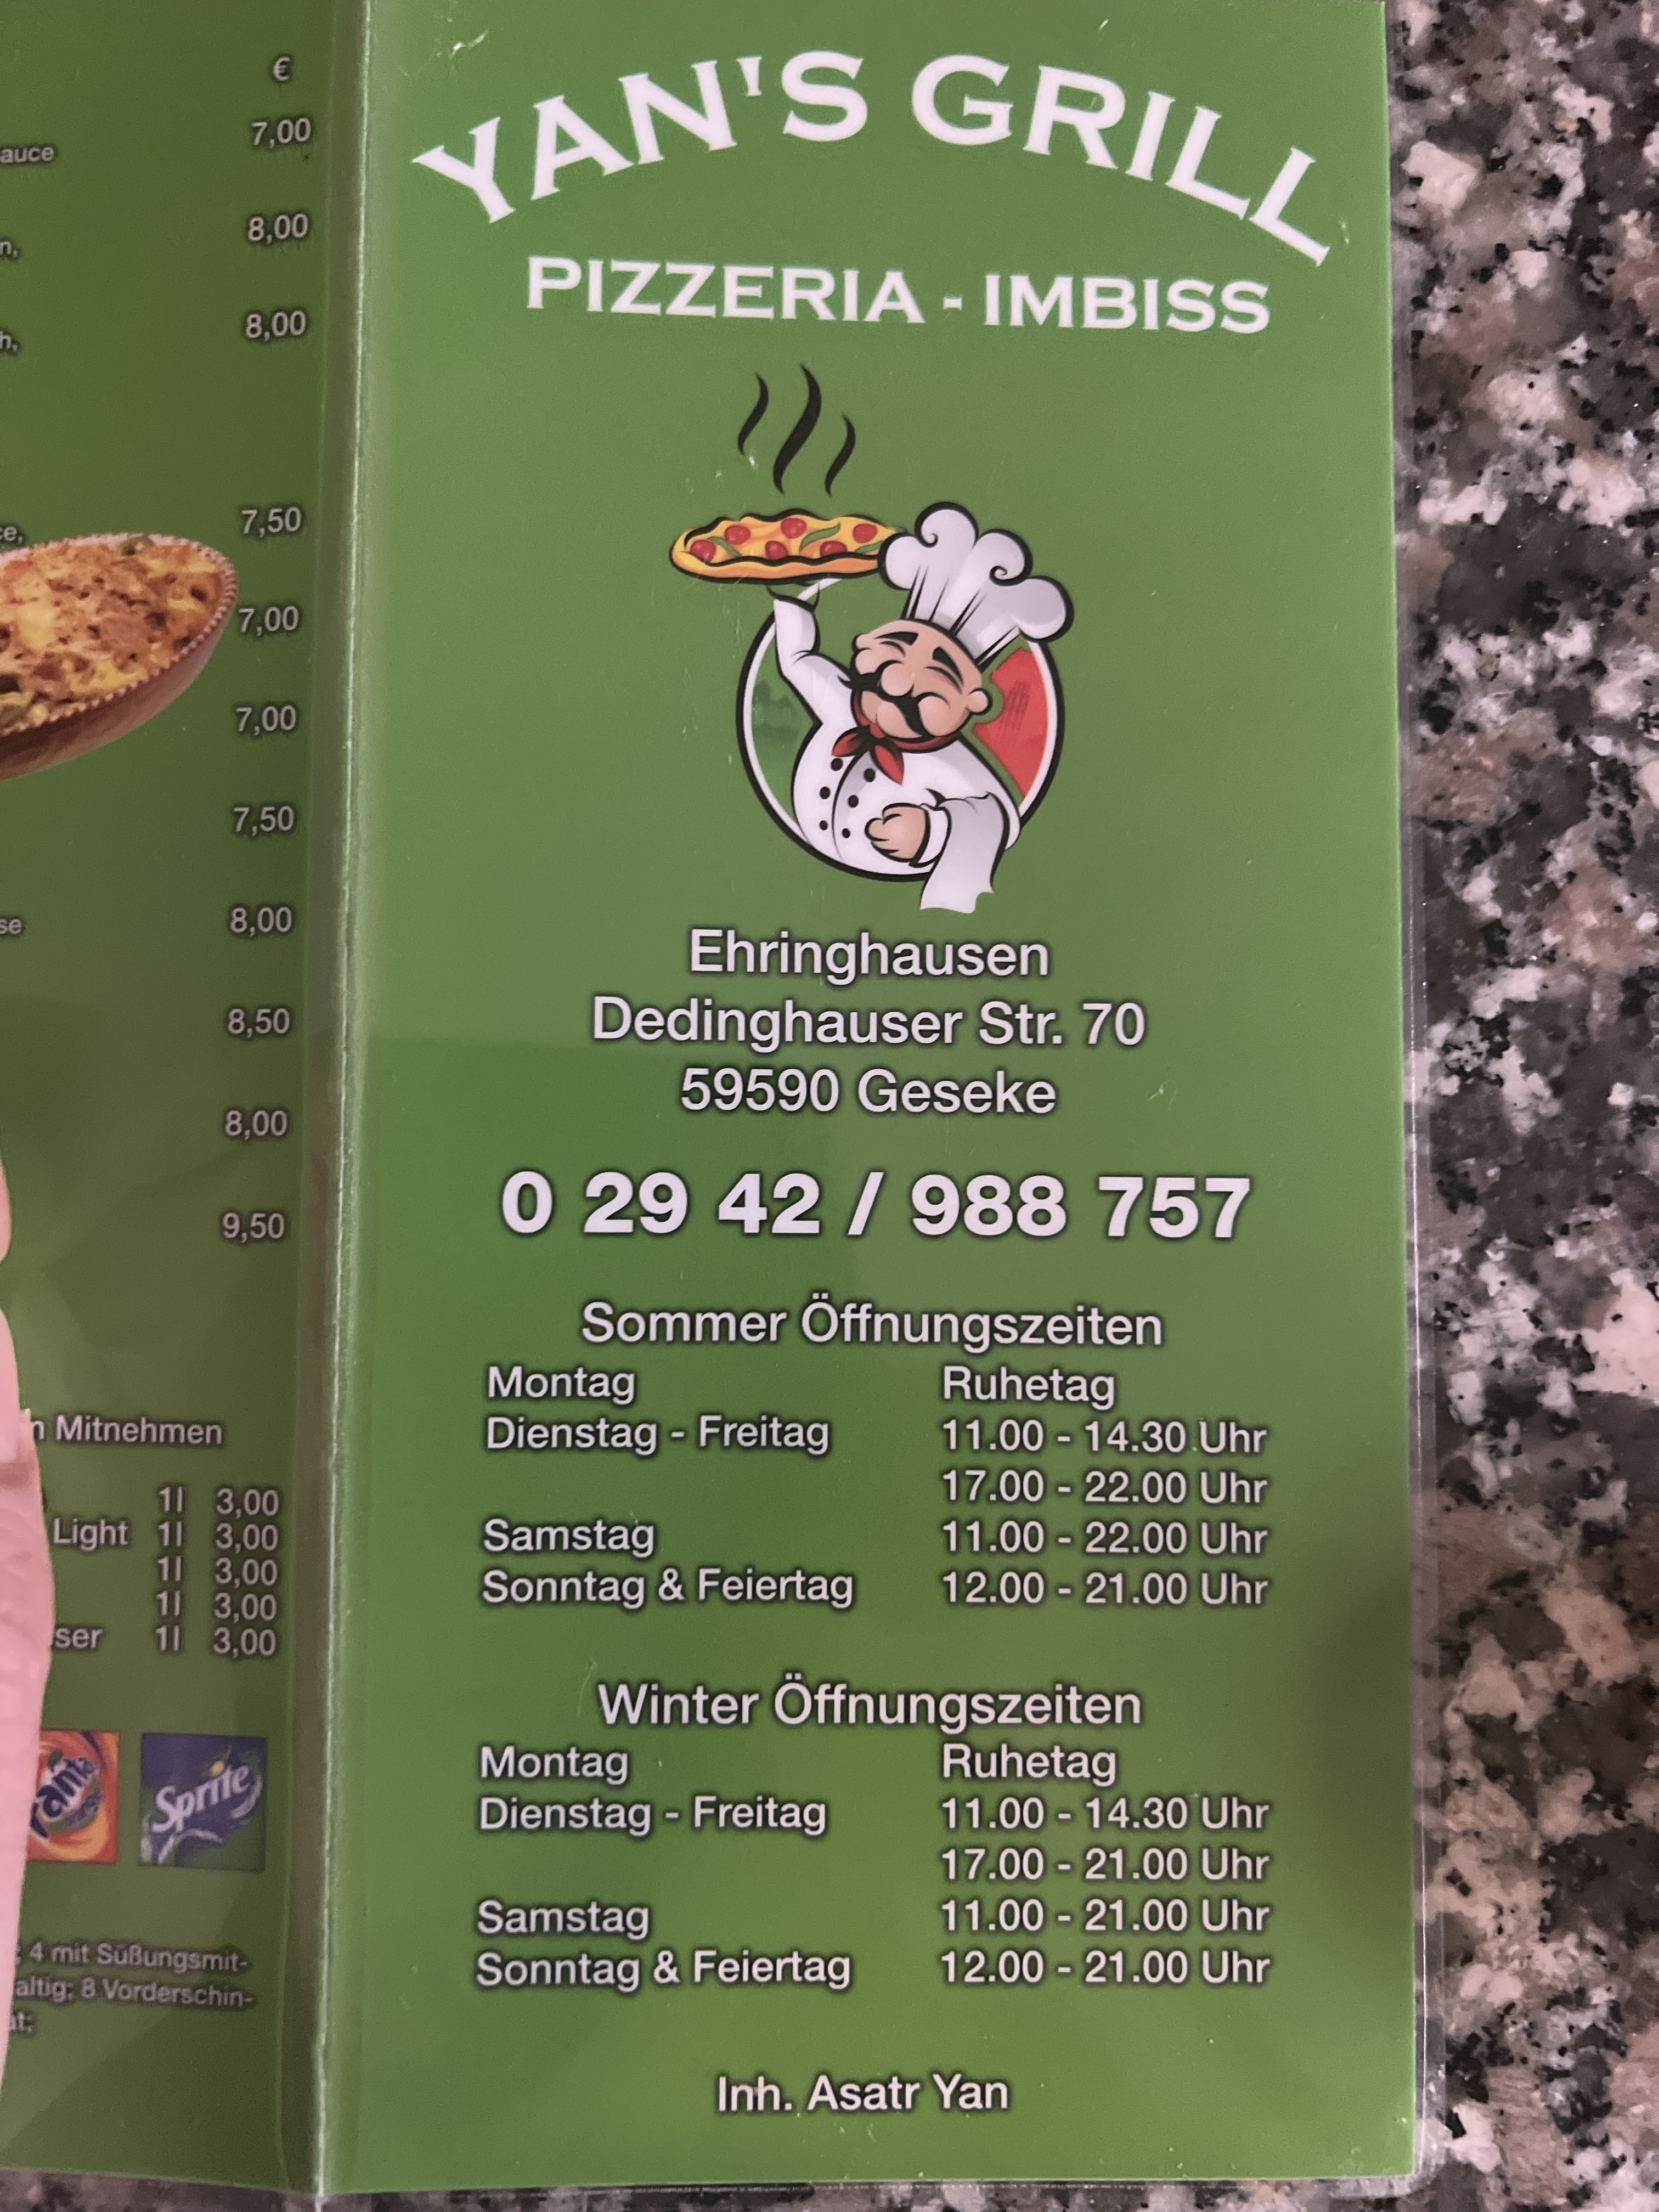 €
auce 7,00
n, 8,00
h, 8,00
ce, 7,50
7,00
7,00
7,50
se 8,00
8,50
8,00
9,50
Mitnehmen
1l 3,00
Light 1l 3,00
1l 3,00
1l 3,00
ser 1l 3,00
Fanta Sprite
4 mit Süßungsmit-
altig; 8 Vorderschin-
at;
YAN'S GRILL
PIZZERIA - IMBISS
Ehringhausen
Dedinghauser Str. 70
59590 Geseke
0 29 42 / 988 757
Sommer Öffnungszeiten
Montag Ruhetag
Dienstag - Freitag 11.00 - 14.30 Uhr
17.00 - 22.00 Uhr
Samstag 11.00 - 22.00 Uhr
Sonntag & Feiertag 12.00 - 21.00 Uhr
Winter Öffnungszeiten
Montag Ruhetag
Dienstag - Freitag 11.00 - 14.30 Uhr
17.00 - 21.00 Uhr
Samstag 11.00 - 21.00 Uhr
Sonntag & Feiertag 12.00 - 21.00 Uhr
Inh. Asatr Yan